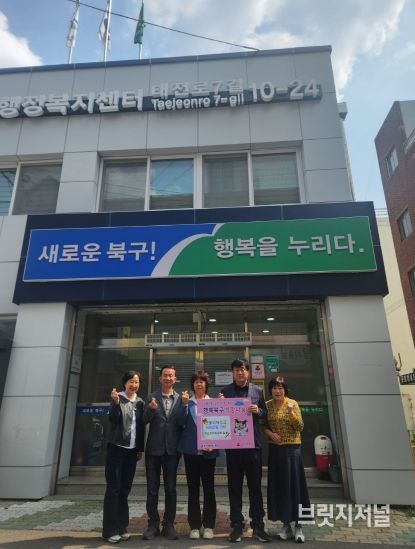 행정복지센터 태전로7길 10-24
Taejeonro 7-gil
새로운 북구! 행복을 누리다.
행복북구
브릿지저널